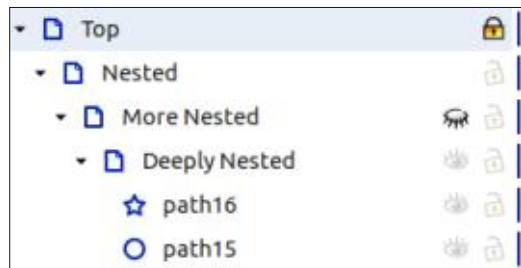 Top
Nested
More Nested
Deeply Nested
path16
path15